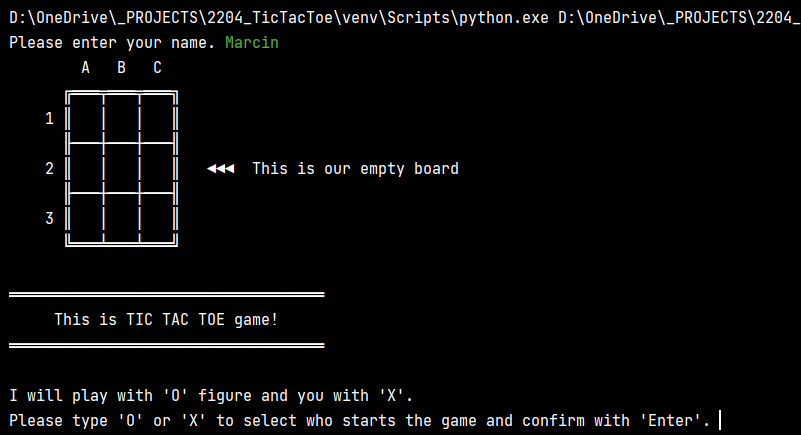 D:\OneDrive\_PROJECTS\2204_TicTacToe\venv\Scripts\python.exe D:\OneDrive\_PROJECTS\2204_
Please enter your name. Marcin
A B C
1
2 ◄◄◄ This is our empty board
3
This is TIC TAC TOE game!
I will play with 'O' figure and you with 'X'.
Please type 'O' or 'X' to select who starts the game and confirm with 'Enter'.